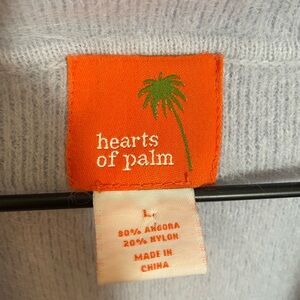 hearts
of palm
L
80% ANGORA
20% NYLON
MADE IN
CHINA